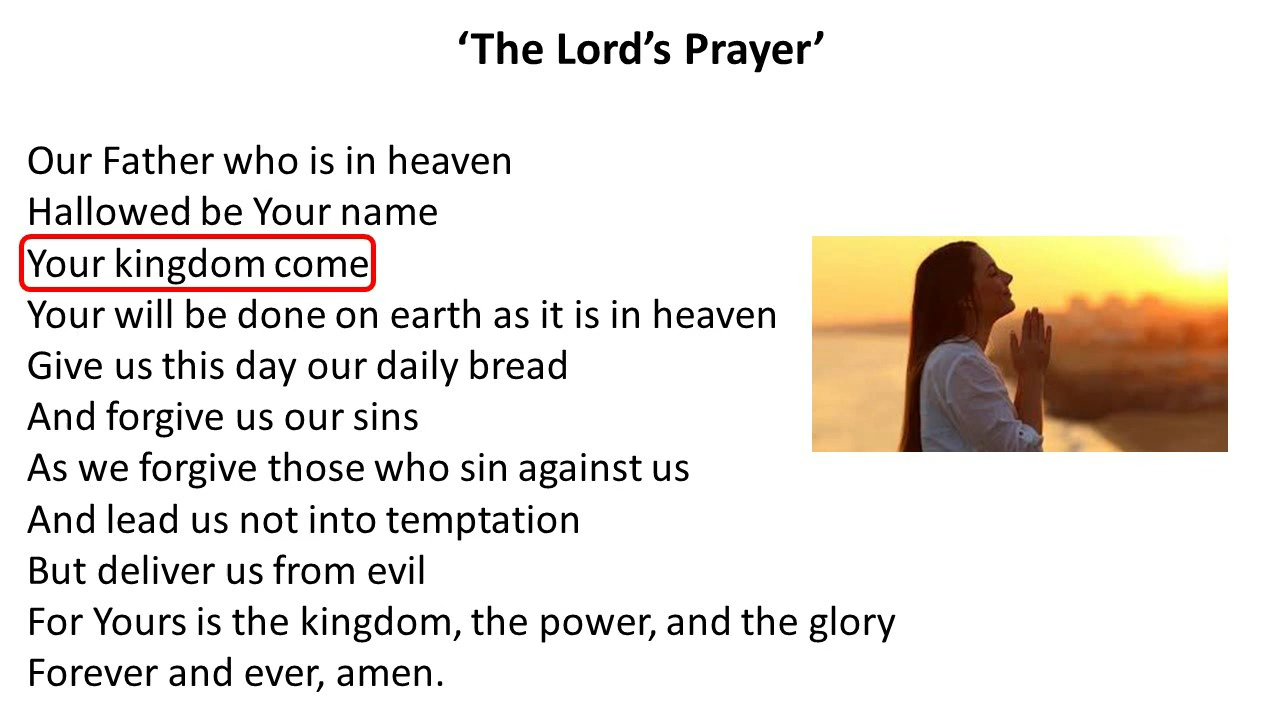 ‘The Lord’s Prayer’
Our Father who is in heaven
Hallowed be Your name
Your kingdom come
Your will be done on earth as it is in heaven
Give us this day our daily bread
And forgive us our sins
As we forgive those who sin against us
And lead us not into temptation
But deliver us from evil
For Yours is the kingdom, the power, and the glory
Forever and ever, amen.